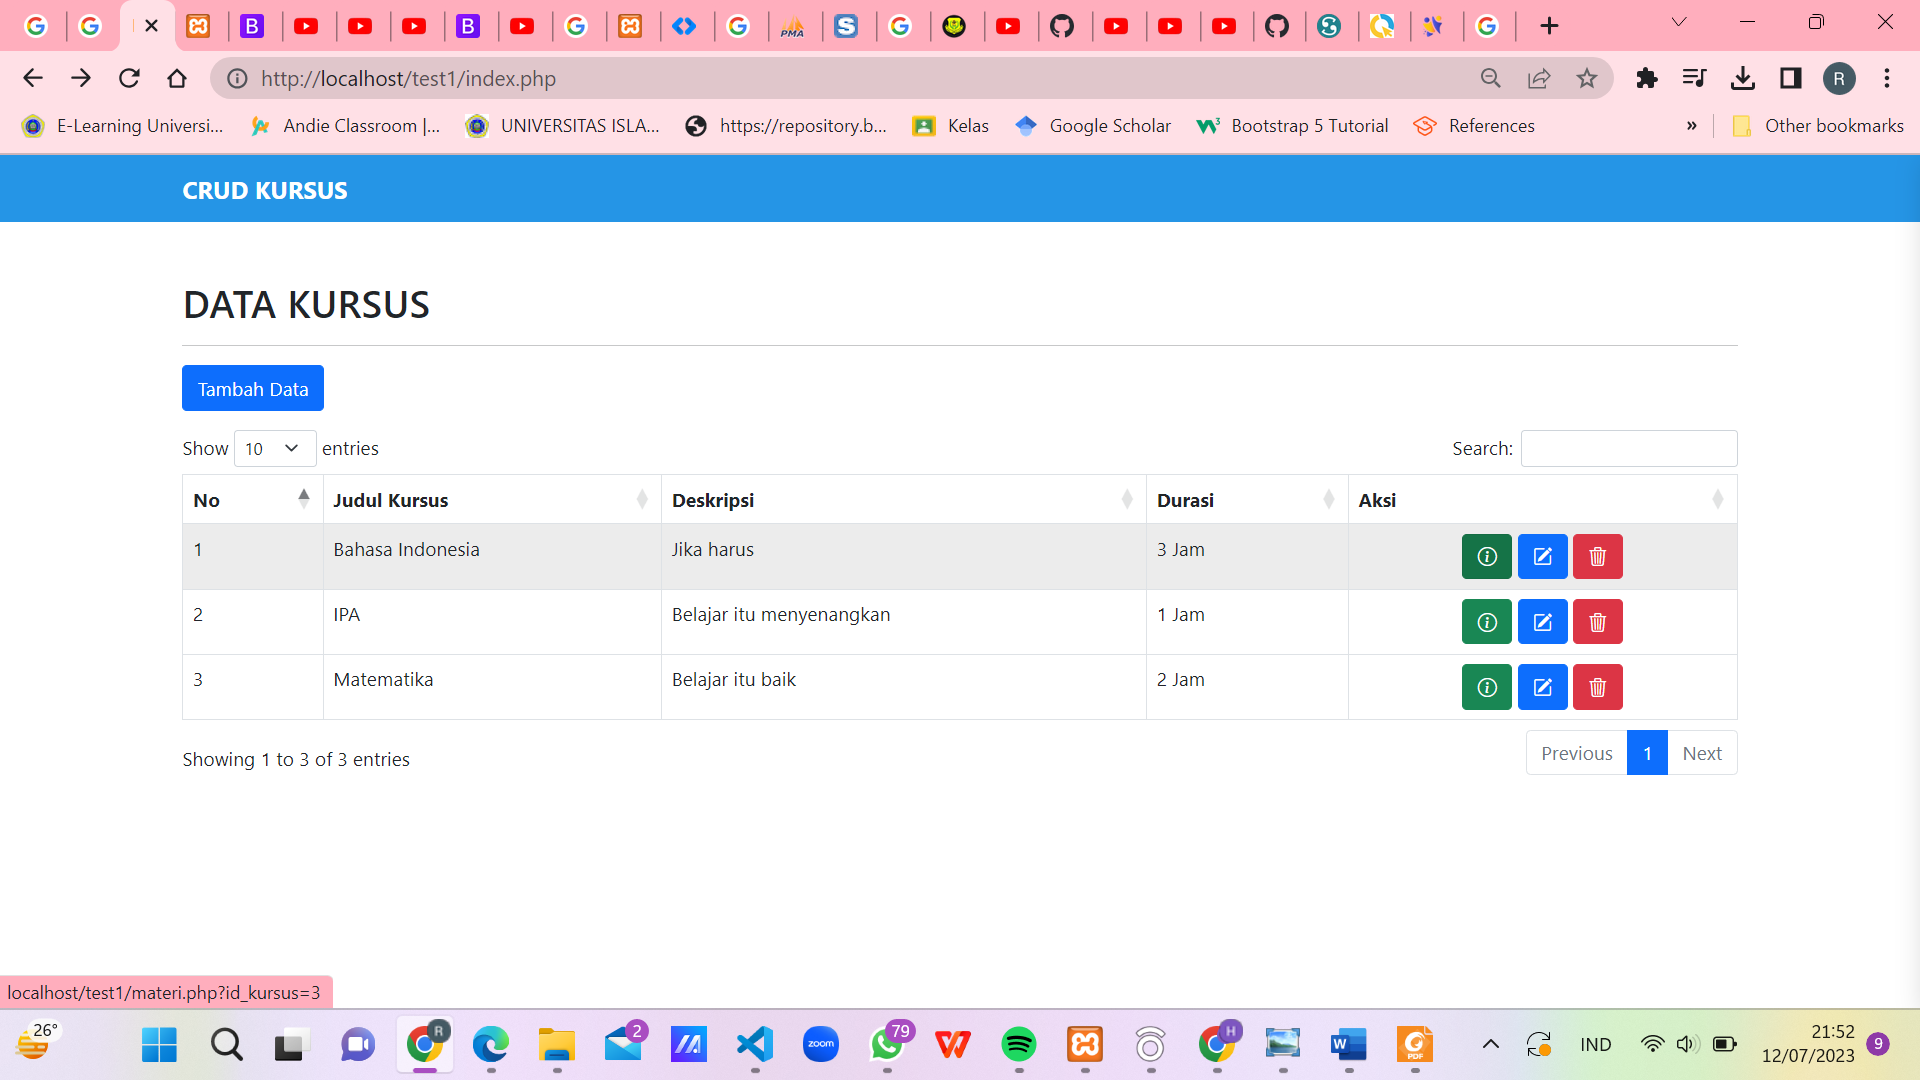 http://localhost/test1/index.php
R
E-Learning Universi...
Andie Classroom |...
UNIVERSITAS ISLA...
https://repository.b...
Kelas
Google Scholar
Bootstrap 5 Tutorial
References
»
Other bookmarks
CRUD KURSUS
DATA KURSUS
Tambah Data
Show 10 entries
Search:
No Judul Kursus Deskripsi Durasi Aksi
1 Bahasa Indonesia Jika harus 3 Jam
2 IPA Belajar itu menyenangkan 1 Jam
3 Matematika Belajar itu baik 2 Jam
Showing 1 to 3 of 3 entries
Previous 1 Next
localhost/test1/materi.php?id_kursus=3
26°
R
2
zoom
79
H
W
PDF
IND
21:52
12/07/2023
9